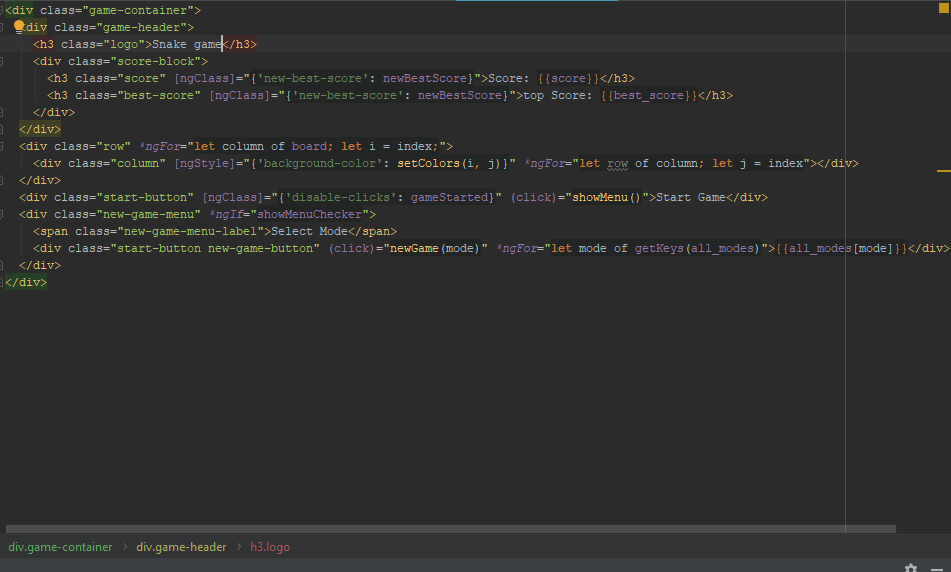 <div class="game-container">
<div class="game-header">
<h3 class="logo">Snake game</h3>
<div class="score-block">
<h3 class="score" [ngClass]="{'new-best-score': newBestScore}">Score: {{score}}</h3>
<h3 class="best-score" [ngClass]="{'new-best-score': newBestScore}">top Score: {{best_score}}</h3>
</div>
</div>
<div class="row" *ngFor="let column of board; let i = index;">
<div class="column" [ngStyle]="{'background-color': setColors(i, j)}" *ngFor="let row of column; let j = index"></div>
</div>
<div class="start-button" [ngClass]="{'disable-clicks': gameStarted}" (click)="showMenu()">Start Game</div>
<div class="new-game-menu" *ngIf="showMenuChecker">
<span class="new-game-menu-label">Select Mode</span>
<div class="start-button new-game-button" (click)="newGame(mode)" *ngFor="let mode of getKeys(all_modes)">{{all_modes[mode]}}</div>
</div>
</div>
div.game-container › div.game-header › h3.logo